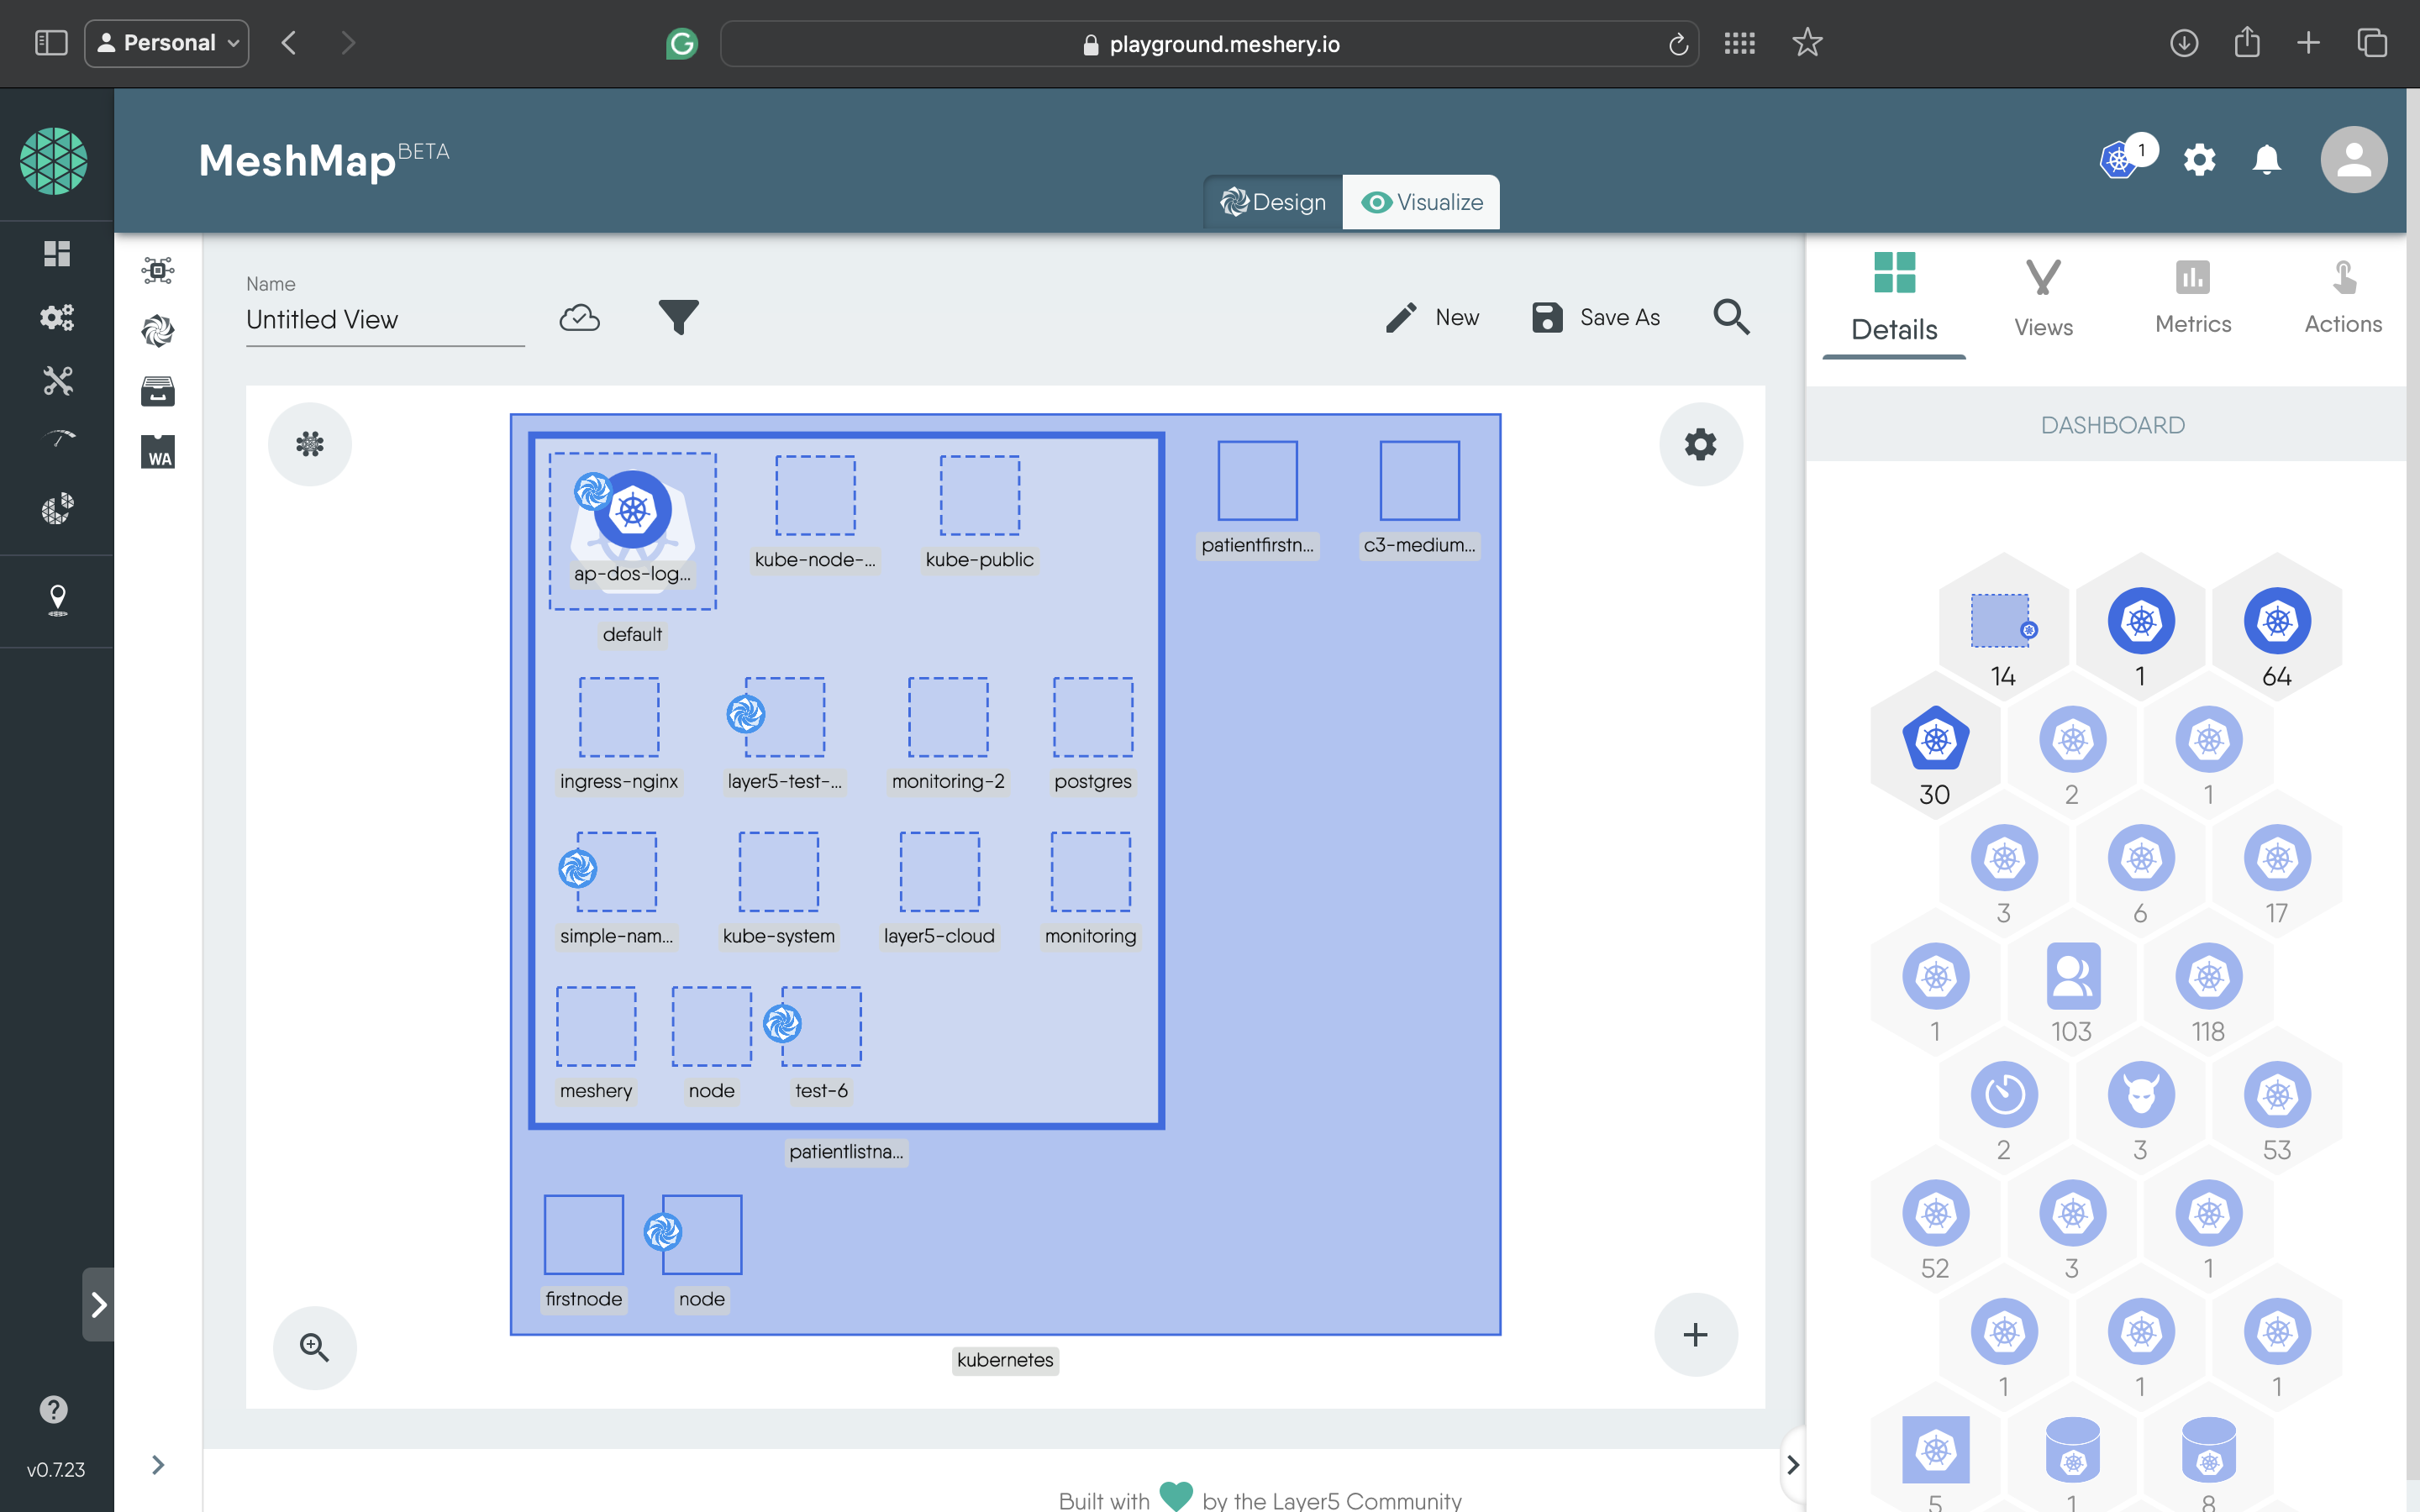 Personal
playground.meshery.io
MeshMap BETA
1
Design
Visualize
Name
Untitled View
New
Save As
Details
Views
Metrics
Actions
DASHBOARD
WA
ap-dos-log...
kube-node-...
kube-public
patientfirstn...
c3-medium...
default
ingress-nginx
layer5-test-...
monitoring-2
postgres
simple-nam...
kube-system
layer5-cloud
monitoring
meshery
node
test-6
patientlistna...
firstnode
node
kubernetes
14
1
64
30
2
1
3
6
17
1
103
118
2
3
53
52
3
1
1
1
1
5
1
8
v0.7.23
Built with
by the Layer5 Community